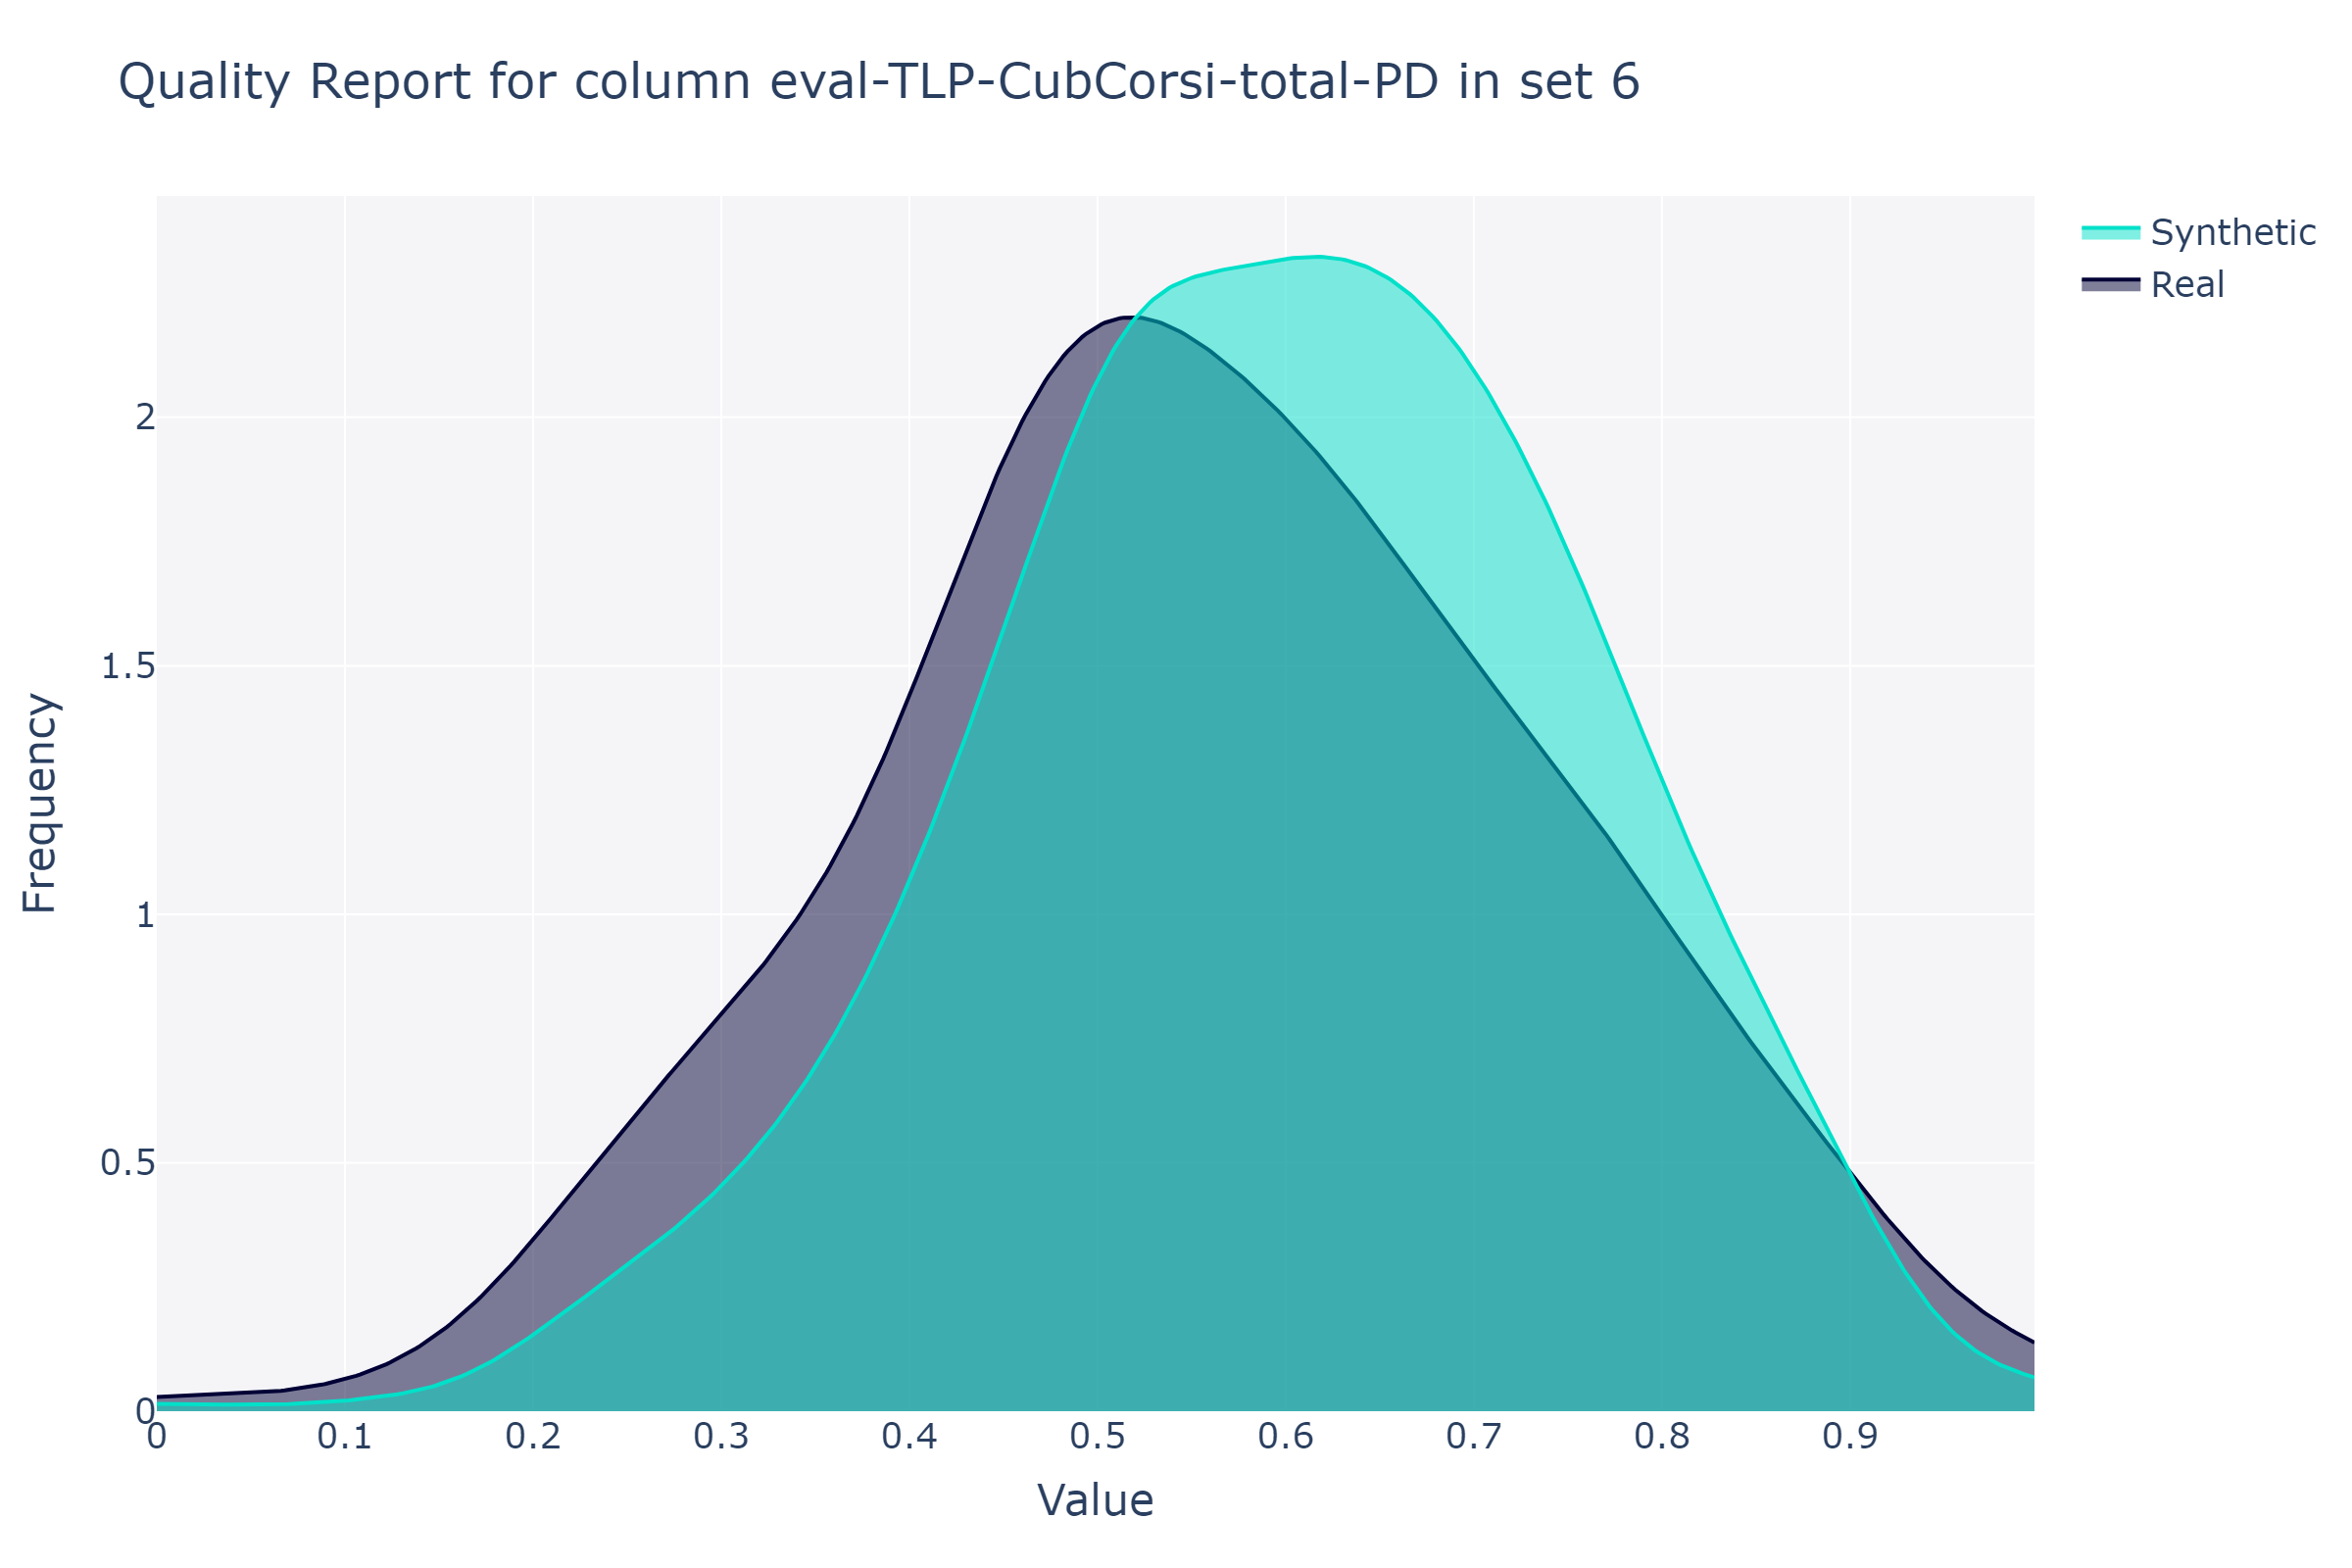 Quality Report for column eval-TLP-CubCorsi-total-PD in set 6
Synthetic
Real
Frequency
2
1.5
1
0.5
0
0 0.1 0.2 0.3 0.4 0.5 0.6 0.7 0.8 0.9
Value